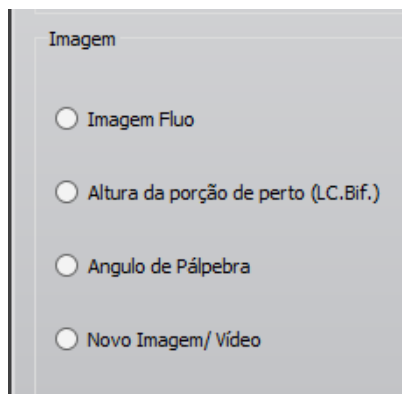 Imagem
Imagem Fluo
Altura da porção de perto (LC.Bif.)
Angulo de Pálpebra
Novo Imagem/ Vídeo